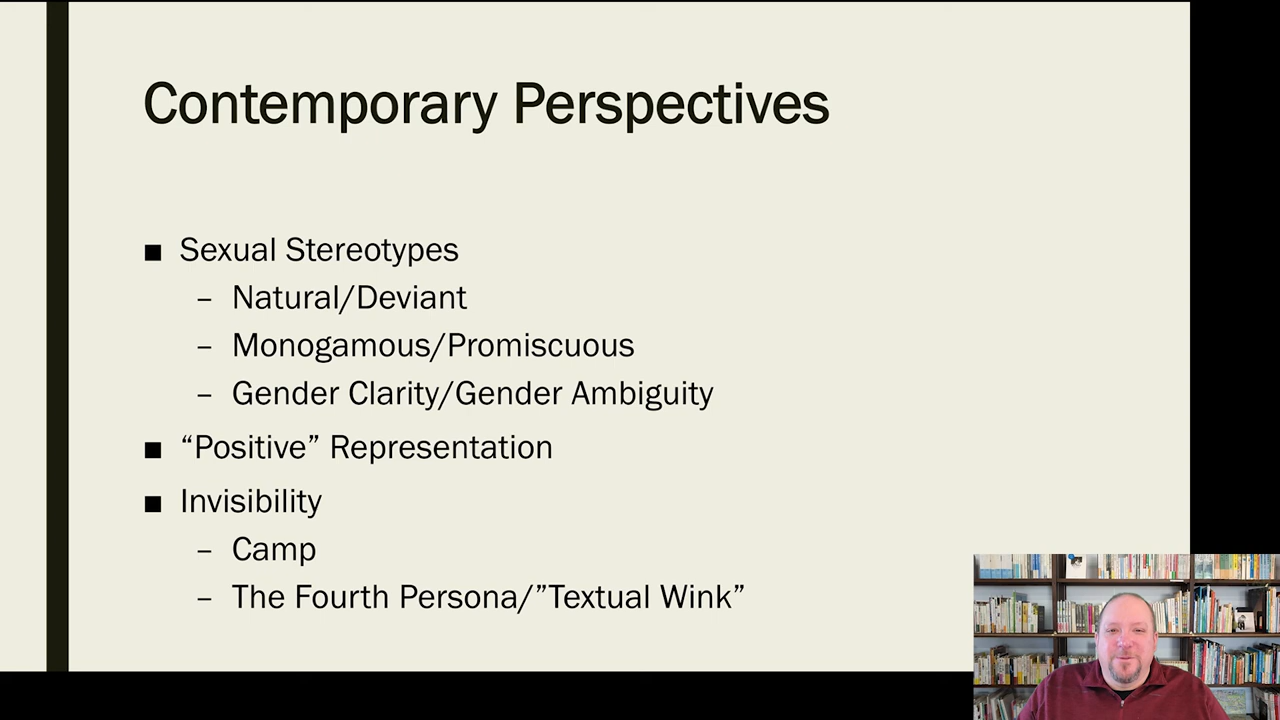 Contemporary Perspectives
■ Sexual Stereotypes
– Natural/Deviant
– Monogamous/Promiscuous
– Gender Clarity/Gender Ambiguity
■ “Positive” Representation
■ Invisibility
– Camp
– The Fourth Persona/”Textual Wink”